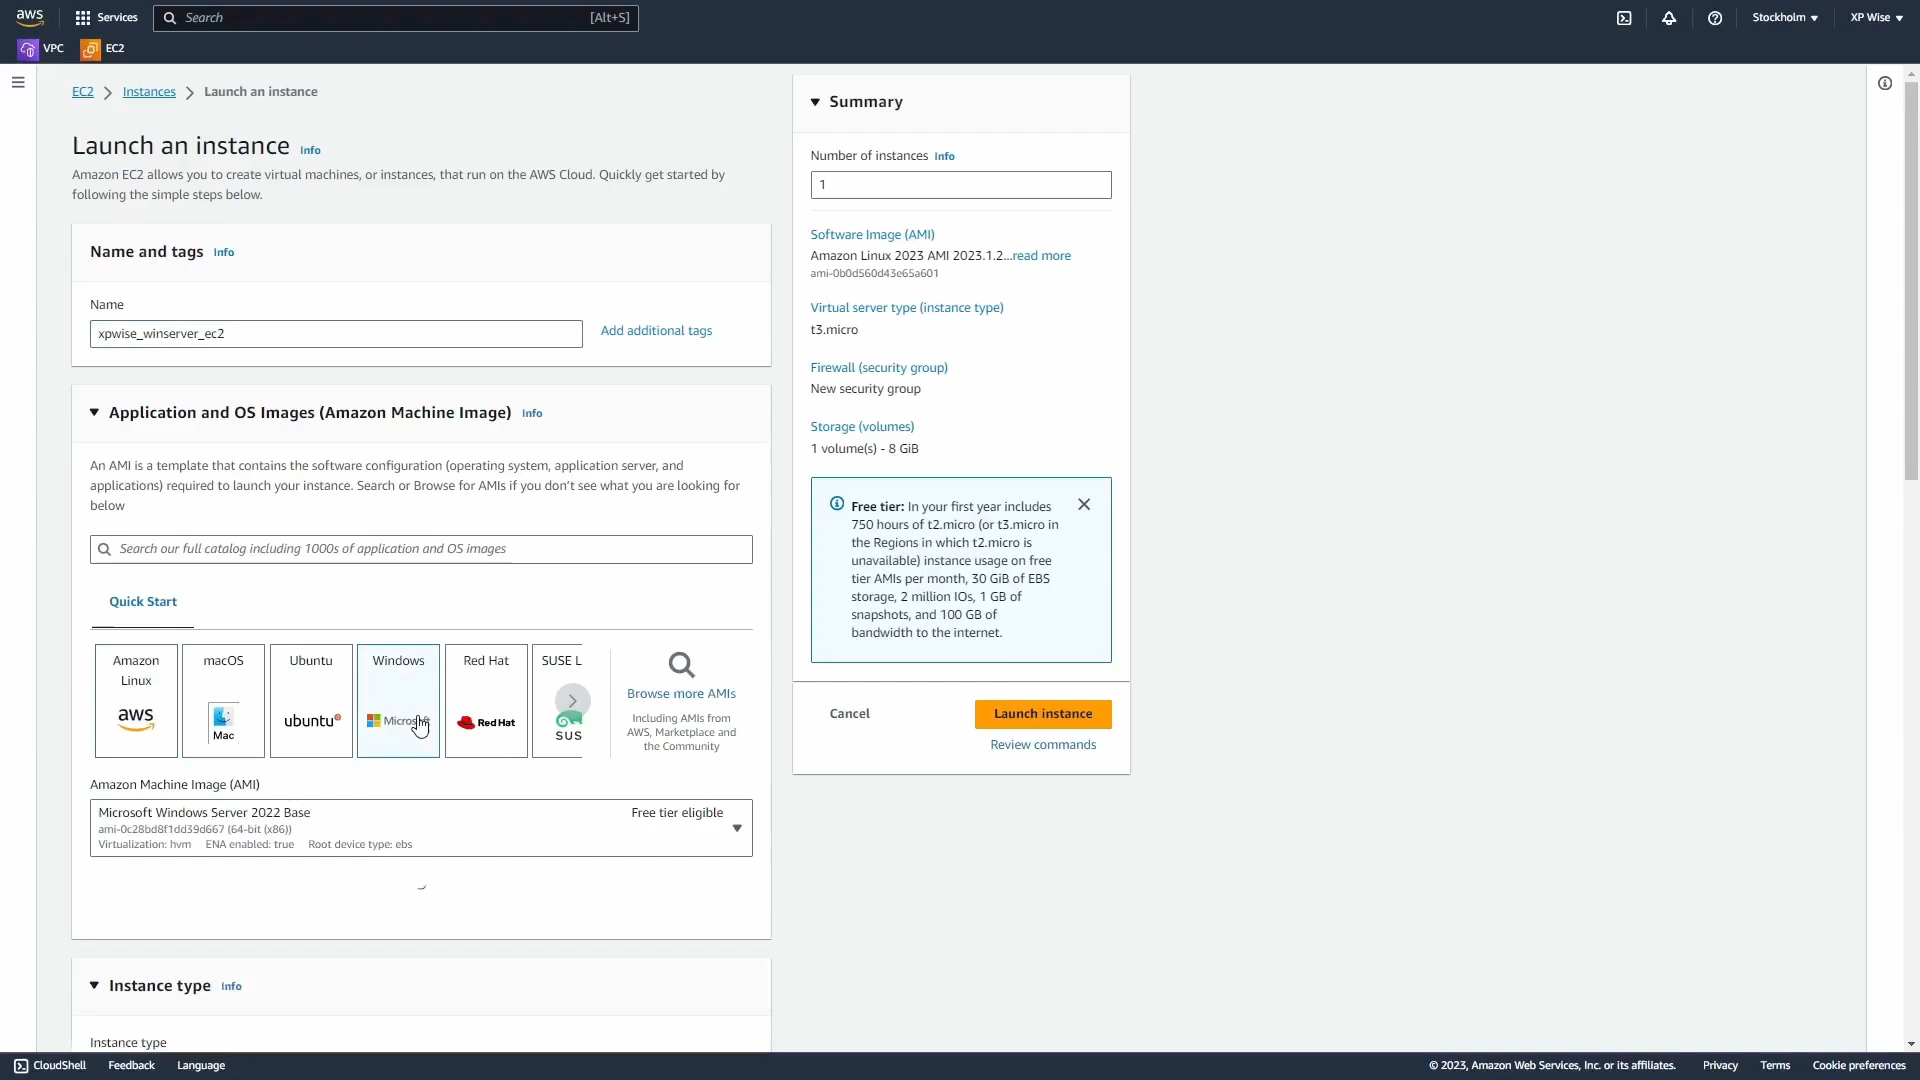 aws
Services
Search
[Alt+S]
Stockholm
XP Wise
VPC
EC2
EC2
Instances
Launch an instance
Launch an instance Info
Amazon EC2 allows you to create virtual machines, or instances, that run on the AWS Cloud. Quickly get started by
following the simple steps below.
Name and tags Info
Name
xpwise_winserver_ec2
Add additional tags
Application and OS Images (Amazon Machine Image) Info
An AMI is a template that contains the software configuration (operating system, application server, and
applications) required to launch your instance. Search or Browse for AMIs if you don't see what you are looking for
below
Search our full catalog including 1000s of application and OS images
Quick Start
Amazon
Linux
aws
macOS
Mac
Ubuntu
ubuntu
Windows
Microsoft
Red Hat
Red Hat
SUSE L
SUS
Browse more AMIs
Including AMIs from
AWS, Marketplace and
the Community
Amazon Machine Image (AMI)
Microsoft Windows Server 2022 Base
Free tier eligible
ami-0c28bd8f1dd39d667 (64-bit (x86))
Virtualization: hvm ENA enabled: true Root device type: ebs
Instance type Info
Instance type
Summary
Number of instances Info
1
Software Image (AMI)
Amazon Linux 2023 AMI 2023.1.2...read more
ami-0b0d560d43e65a601
Virtual server type (instance type)
t3.micro
Firewall (security group)
New security group
Storage (volumes)
1 volume(s) - 8 GiB
Free tier: In your first year includes
750 hours of t2.micro (or t3.micro in
the Regions in which t2.micro is
unavailable) instance usage on free
tier AMIs per month, 30 GiB of EBS
storage, 2 million IOs, 1 GB of
snapshots, and 100 GB of
bandwidth to the internet.
Cancel
Launch instance
Review commands
CloudShell
Feedback
Language
© 2023, Amazon Web Services, Inc. or its affiliates.
Privacy
Terms
Cookie preferences